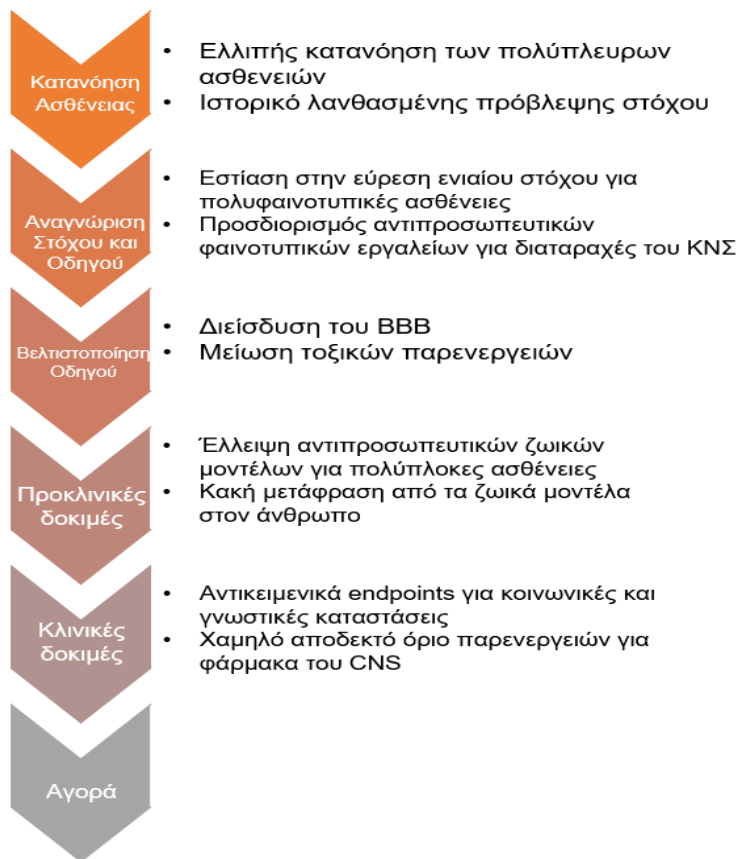 Κατανόηση
Ασθένειας
• Ελλιπής κατανόηση των πολύπλευρων
ασθενειών
• Ιστορικό λανθασμένης πρόβλεψης στόχου
Αναγνώριση
Στόχου και
Οδηγού
• Εστίαση στην εύρεση ενιαίου στόχου για
πολυφαινοτυπικές ασθένειες
• Προσδιορισμός αντιπροσωπευτικών
φαινοτυπικών εργαλείων για διαταραχές του ΚΝΣ
Βελτιστοποίηση
Οδηγού
• Διείσδυση του BBB
• Μείωση τοξικών παρενεργειών
Προκλινικές
δοκιμές
• Έλλειψη αντιπροσωπευτικών ζωικών
μοντέλων για πολύπλοκες ασθένειες
• Κακή μετάφραση από τα ζωικά μοντέλα
στον άνθρωπο
Κλινικές
δοκιμές
• Αντικειμενικά endpoints για κοινωνικές και
γνωστικές καταστάσεις
• Χαμηλό αποδεκτό όριο παρενεργειών για
φάρμακα του CNS
Αγορά